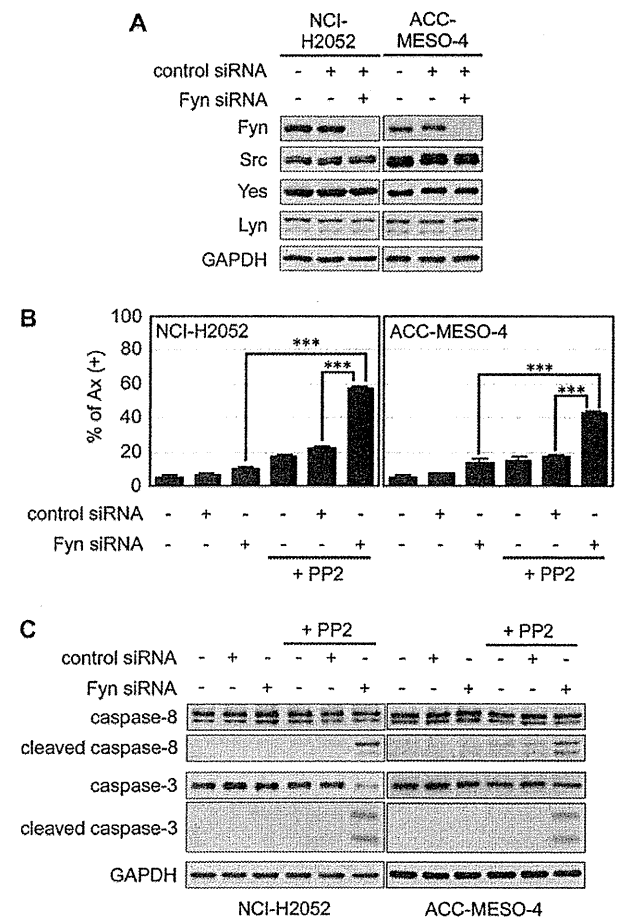 A
NCI-H2052 ACC-MESO-4
control siRNA - + + - + +
Fyn siRNA - - + - - +
Fyn
Src
Yes
Lyn
GAPDH
B
% of Ax (+)
100
80
60
40
20
0
NCI-H2052 ACC-MESO-4
*** ***
*** ***
control siRNA - + - - + - - + - - + -
Fyn siRNA - - + - - + - - + - - +
+ PP2 + PP2
C
+ PP2 + PP2
control siRNA - + - - + - - + - - + -
Fyn siRNA - - + - - + - - + - - +
caspase-8
cleaved caspase-8
caspase-3
cleaved caspase-3
GAPDH
NCI-H2052 ACC-MESO-4